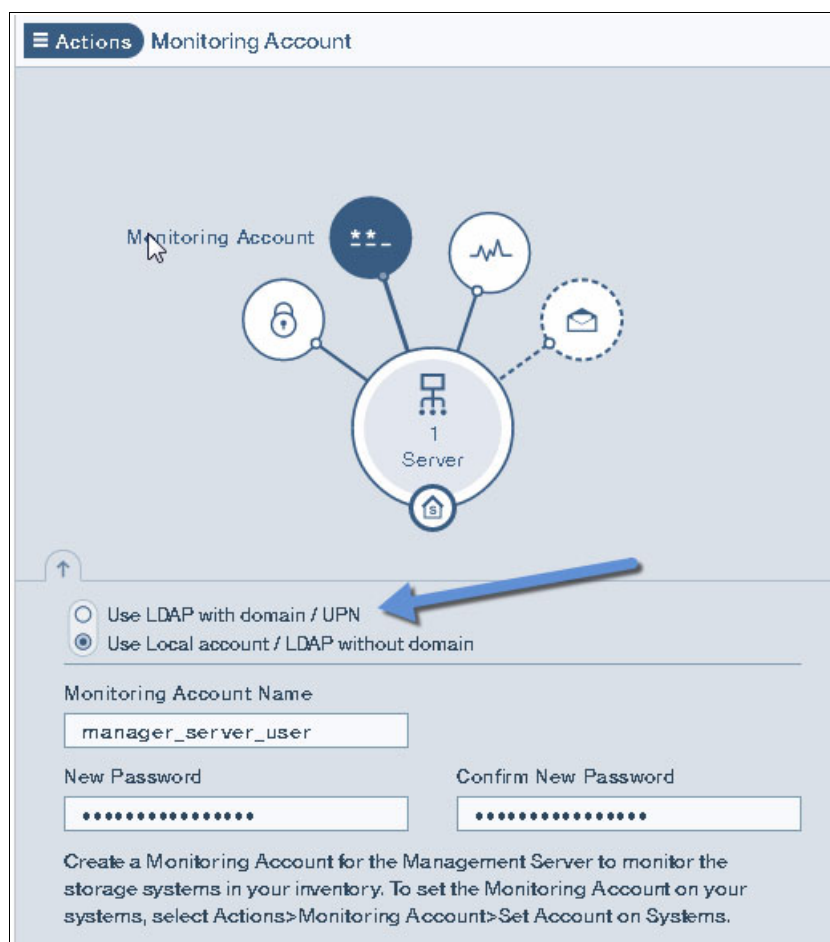 Actions Monitoring Account
Monitoring Account
**_
1
Server
S
Use LDAP with domain / UPN
Use Local account / LDAP without domain
Monitoring Account Name
manager_server_user
New Password
Confirm New Password
Create a Monitoring Account for the Management Server to monitor the
storage systems in your inventory. To set the Monitoring Account on your
systems, select Actions>Monitoring Account>Set Account on Systems.